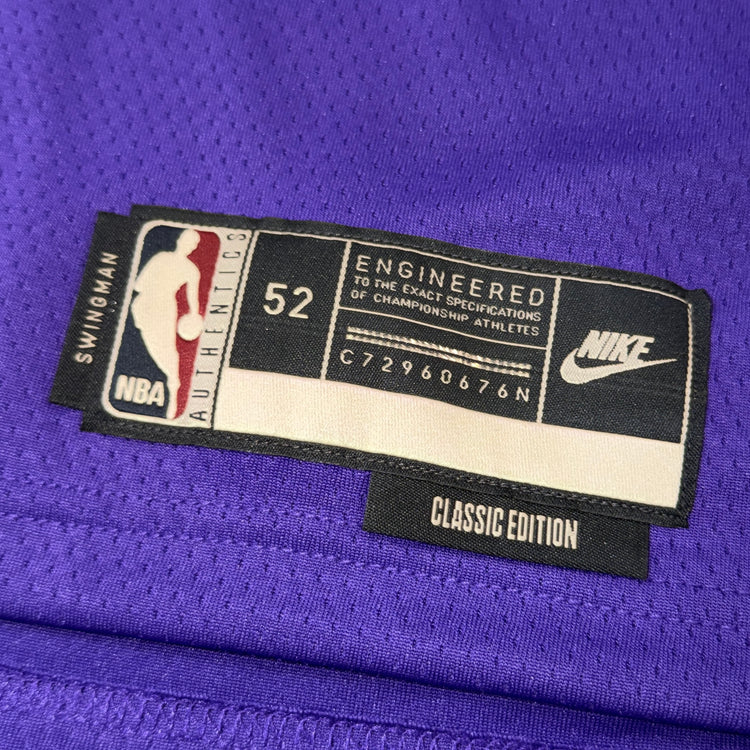 SWINGMAN
NBA
AUTHENTICS
52
ENGINEERED
TO THE EXACT SPECIFICATIONS
OF CHAMPIONSHIP ATHLETES
C72960676N
NIKE
CLASSIC EDITION